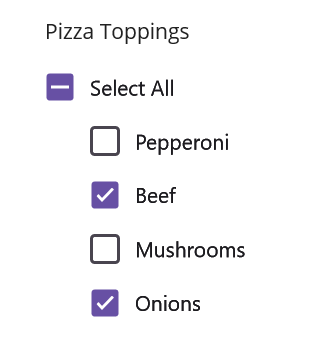 Pizza Toppings
Select All
Pepperoni
Beef
Mushrooms
Onions